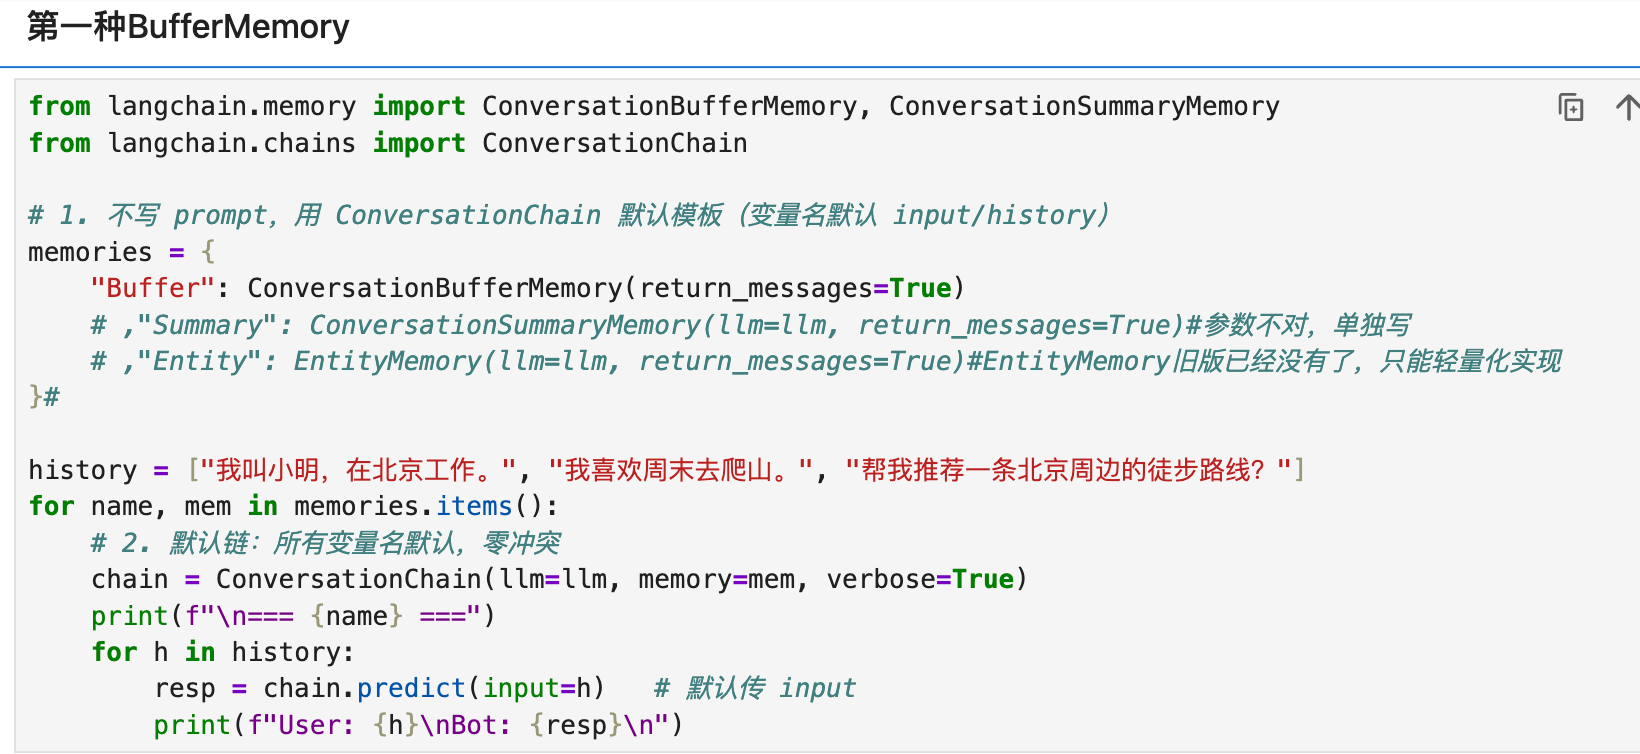 第一种BufferMemory
from langchain.memory import ConversationBufferMemory, ConversationSummaryMemory
from langchain.chains import ConversationChain
# 1. 不写 prompt，用 ConversationChain 默认模板（变量名默认 input/history）
memories = {
    "Buffer": ConversationBufferMemory(return_messages=True)
    # ,"Summary": ConversationSummaryMemory(llm=llm, return_messages=True)#参数不对，单独写
    # ,"Entity": EntityMemory(llm=llm, return_messages=True)#EntityMemory旧版已经没有了，只能轻量化实现
}#
history = ["我叫小明，在北京工作。", "我喜欢周末去爬山。", "帮我推荐一条北京周边的徒步路线？"]
for name, mem in memories.items():
    # 2. 默认链：所有变量名默认，零冲突
    chain = ConversationChain(llm=llm, memory=mem, verbose=True)
    print(f"\n=== {name} ===")
    for h in history:
        resp = chain.predict(input=h)   # 默认传 input
        print(f"User: {h}\nBot: {resp}\n")